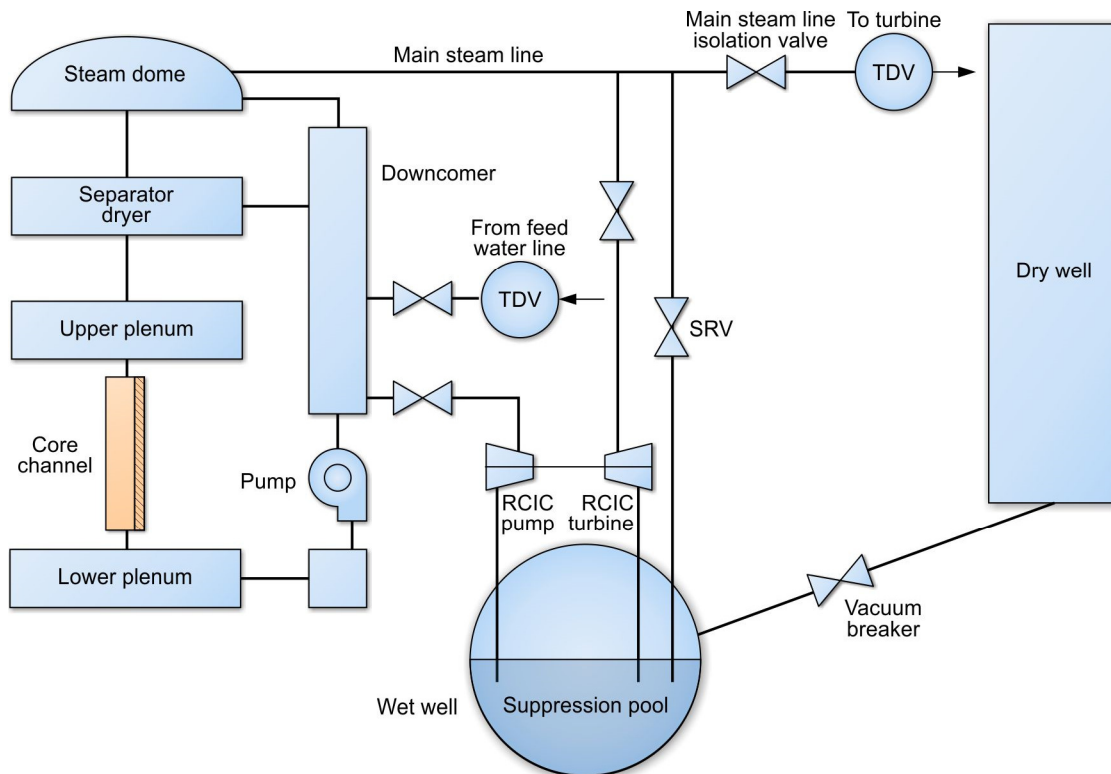 Main steam line
isolation valve
To turbine
Main steam line
Steam dome
TDV
Separator
dryer
Downcomer
From feed
water line
TDV
Dry well
Upper plenum
SRV
Core
channel
Pump
RCIC
pump
RCIC
turbine
Lower plenum
Vacuum
breaker
Wet well
Suppression pool